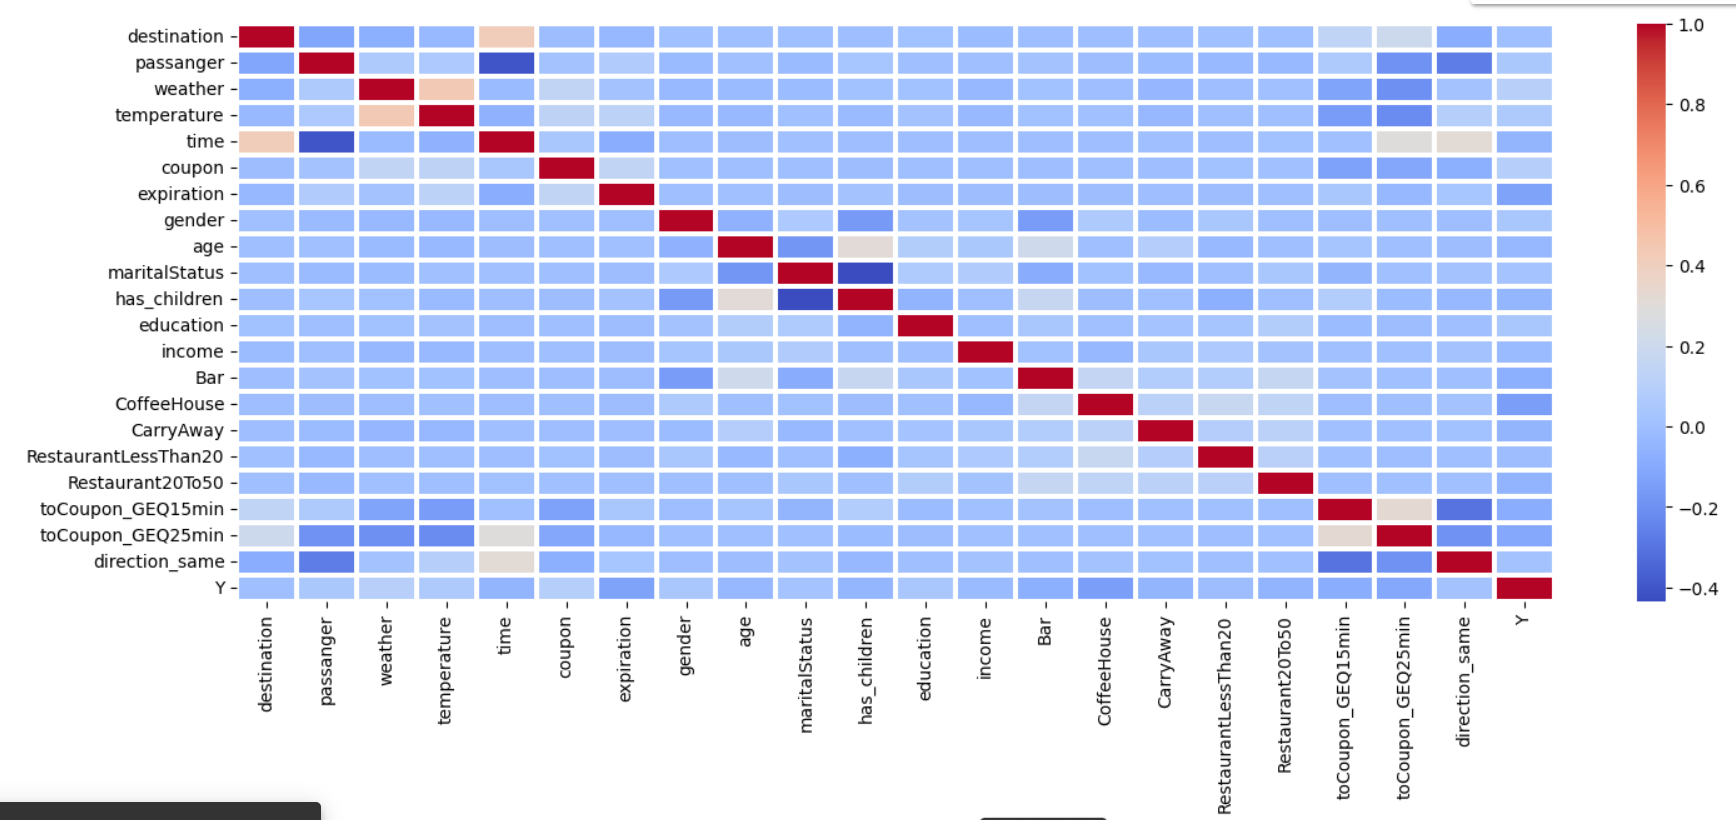 destination
passanger
weather
temperature
time
coupon
expiration
gender
age
maritalStatus
has_children
education
income
Bar
CoffeeHouse
CarryAway
RestaurantLessThan20
Restaurant20To50
toCoupon_GEQ15min
toCoupon_GEQ25min
direction_same
Y
destination
passanger
weather
temperature
time
coupon
expiration
gender
age
maritalStatus
has_children
education
income
Bar
CoffeeHouse
CarryAway
RestaurantLessThan20
Restaurant20To50
toCoupon_GEQ15min
toCoupon_GEQ25min
direction_same
Y
1.0
0.8
0.6
0.4
0.2
0.0
−0.2
−0.4